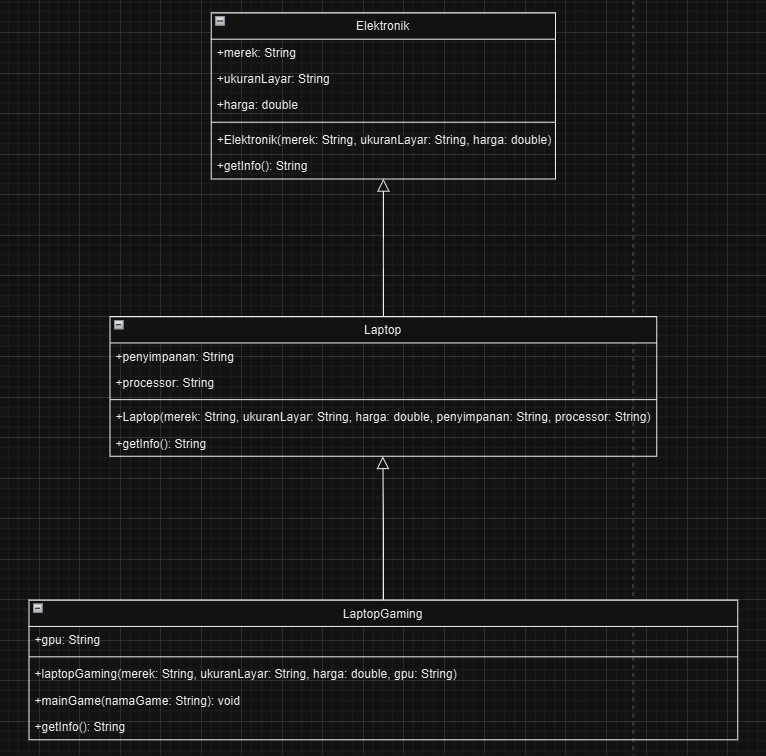 Elektronik
+merek: String
+ukuranLayar: String
+harga: double
+Elektronik(merek: String, ukuranLayar: String, harga: double)
+getInfo(): String
Laptop
+penyimpanan: String
+processor: String
+Laptop(merek: String, ukuranLayar: String, harga: double, penyimpanan: String, processor: String)
+getInfo(): String
LaptopGaming
+gpu: String
+laptopGaming(merek: String, ukuranLayar: String, harga: double, gpu: String)
+mainGame(namaGame: String): void
+getInfo(): String